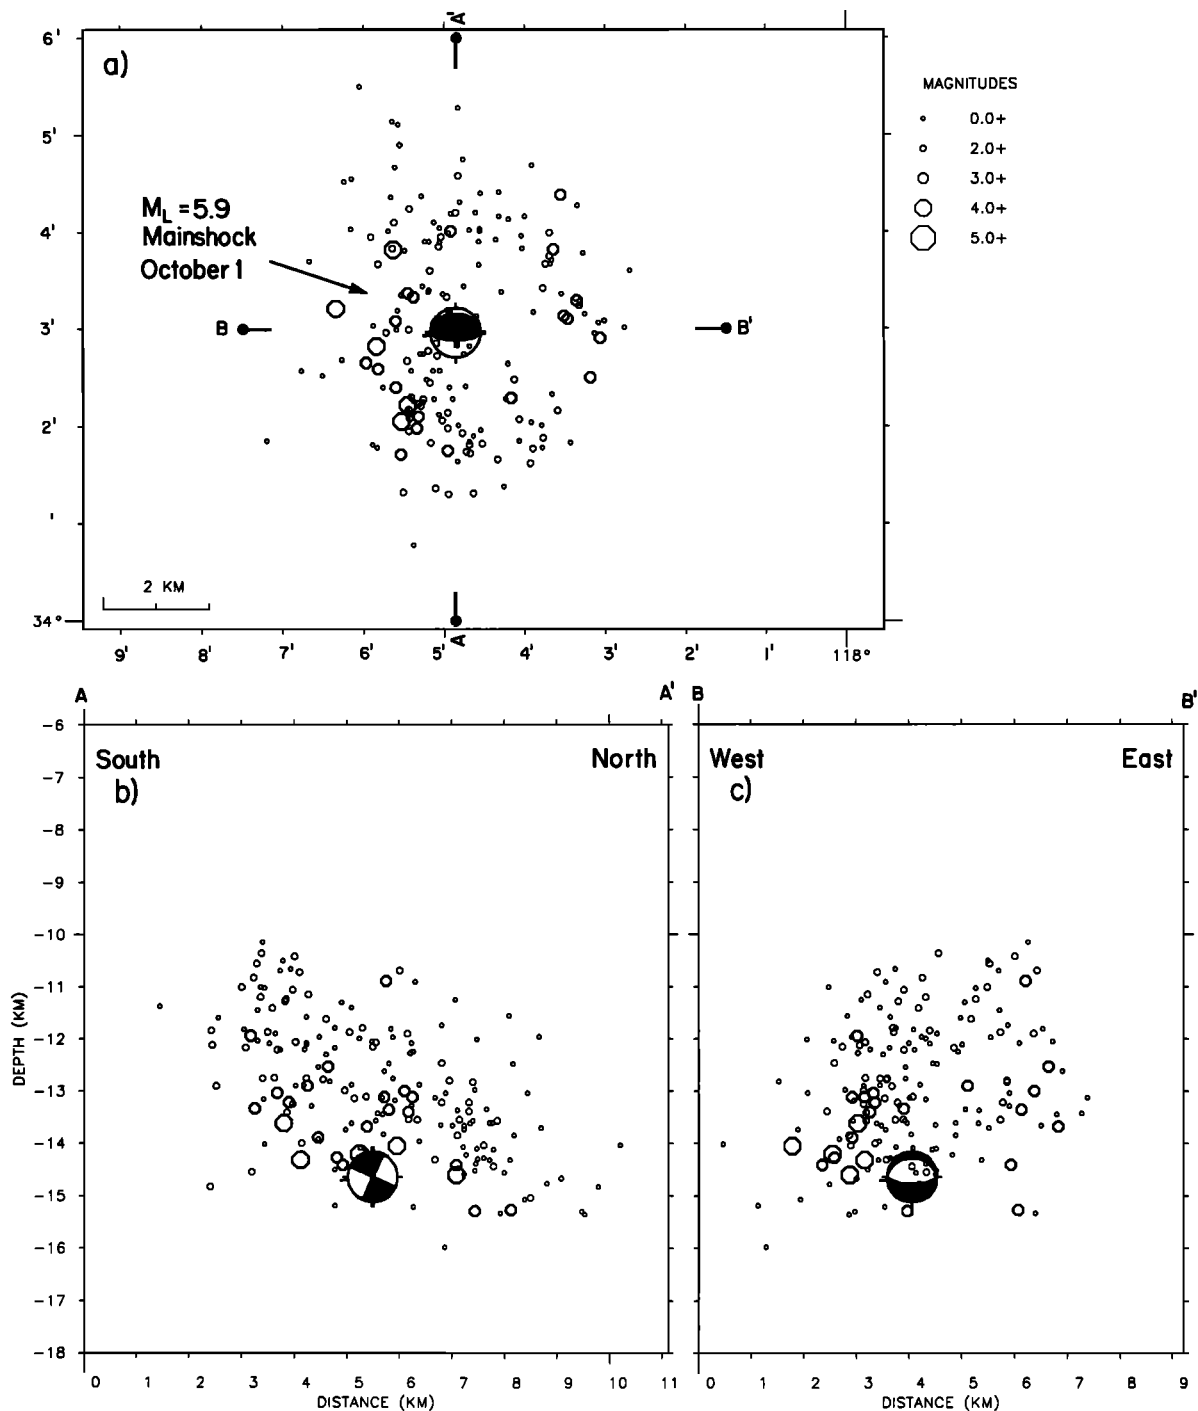 A'
6'
a)
MAGNITUDES
0.0+
5'
2.0+
3.0+
M_L = 5.9
4.0+
Mainshock
4'
5.0+
October 1
B
B'
3'
2'
'
2 KM
34°
A
9' 8' 7' 6' 5' 4' 3' 2' 1' 118°
A A' B B'
-6
South North West East
b) c)
-7
-8
-9
-10
-11
DEPTH (KM)
-12
-13
-14
-15
-16
-17
-18
0 1 2 3 4 5 6 7 8 9 10 11 0 1 2 3 4 5 6 7 8 9
DISTANCE (KM) DISTANCE (KM)